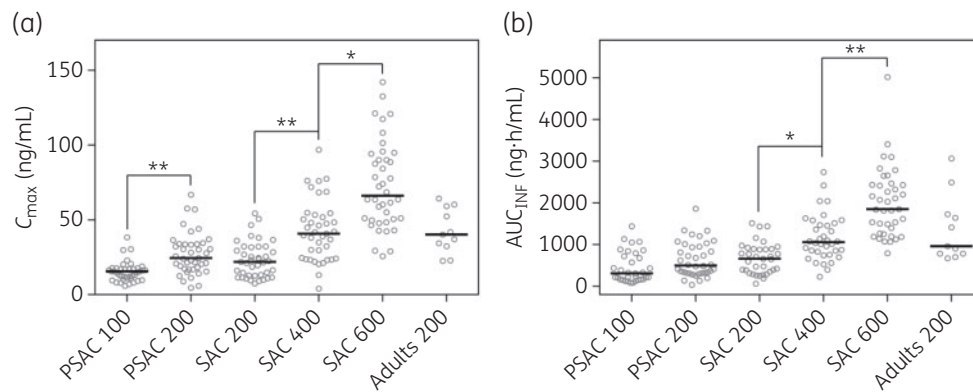 (a)
Cmax (ng/mL)
150
100
50
0
**
**
*
PSAC 100
PSAC 200
SAC 200
SAC 400
SAC 600
Adults 200
(b)
AUCINF (ng·h/mL)
5000
4000
3000
2000
1000
0
*
**
PSAC 100
PSAC 200
SAC 200
SAC 400
SAC 600
Adults 200